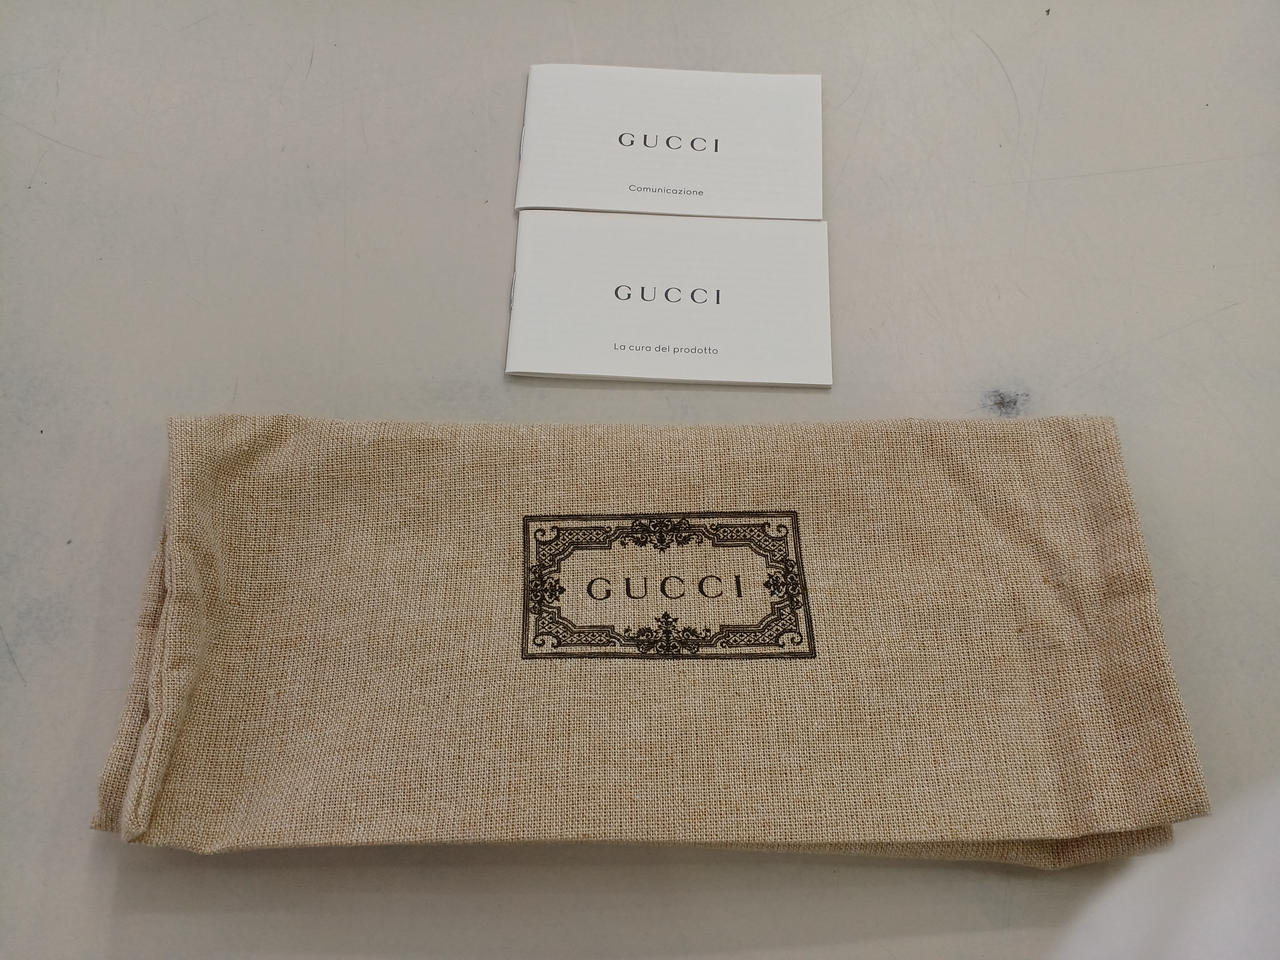 GUCCI
Comunicazione
GUCCI
La cura del prodotto
GUCCI